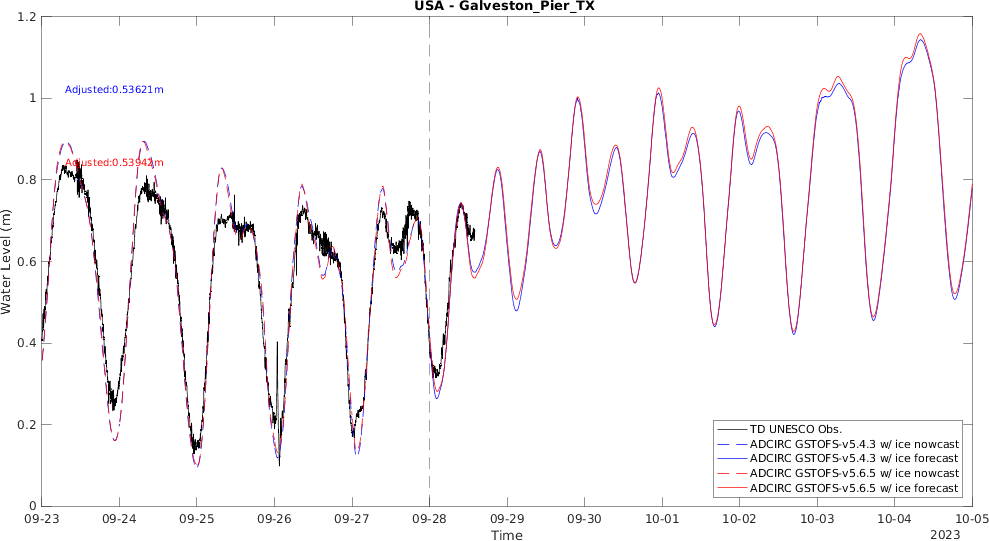 USA - Galveston_Pier_TX
1.2
1
0.8
0.6
0.4
0.2
0
Water Level (m)
Adjusted:0.53621m
Adjusted:0.53942m
TD UNESCO Obs.
ADCIRC GSTOFS-v5.4.3 w/ ice nowcast
ADCIRC GSTOFS-v5.4.3 w/ ice forecast
ADCIRC GSTOFS-v5.6.5 w/ ice nowcast
ADCIRC GSTOFS-v5.6.5 w/ ice forecast
09-23 09-24 09-25 09-26 09-27 09-28 09-29 09-30 10-01 10-02 10-03 10-04 10-05
Time
2023